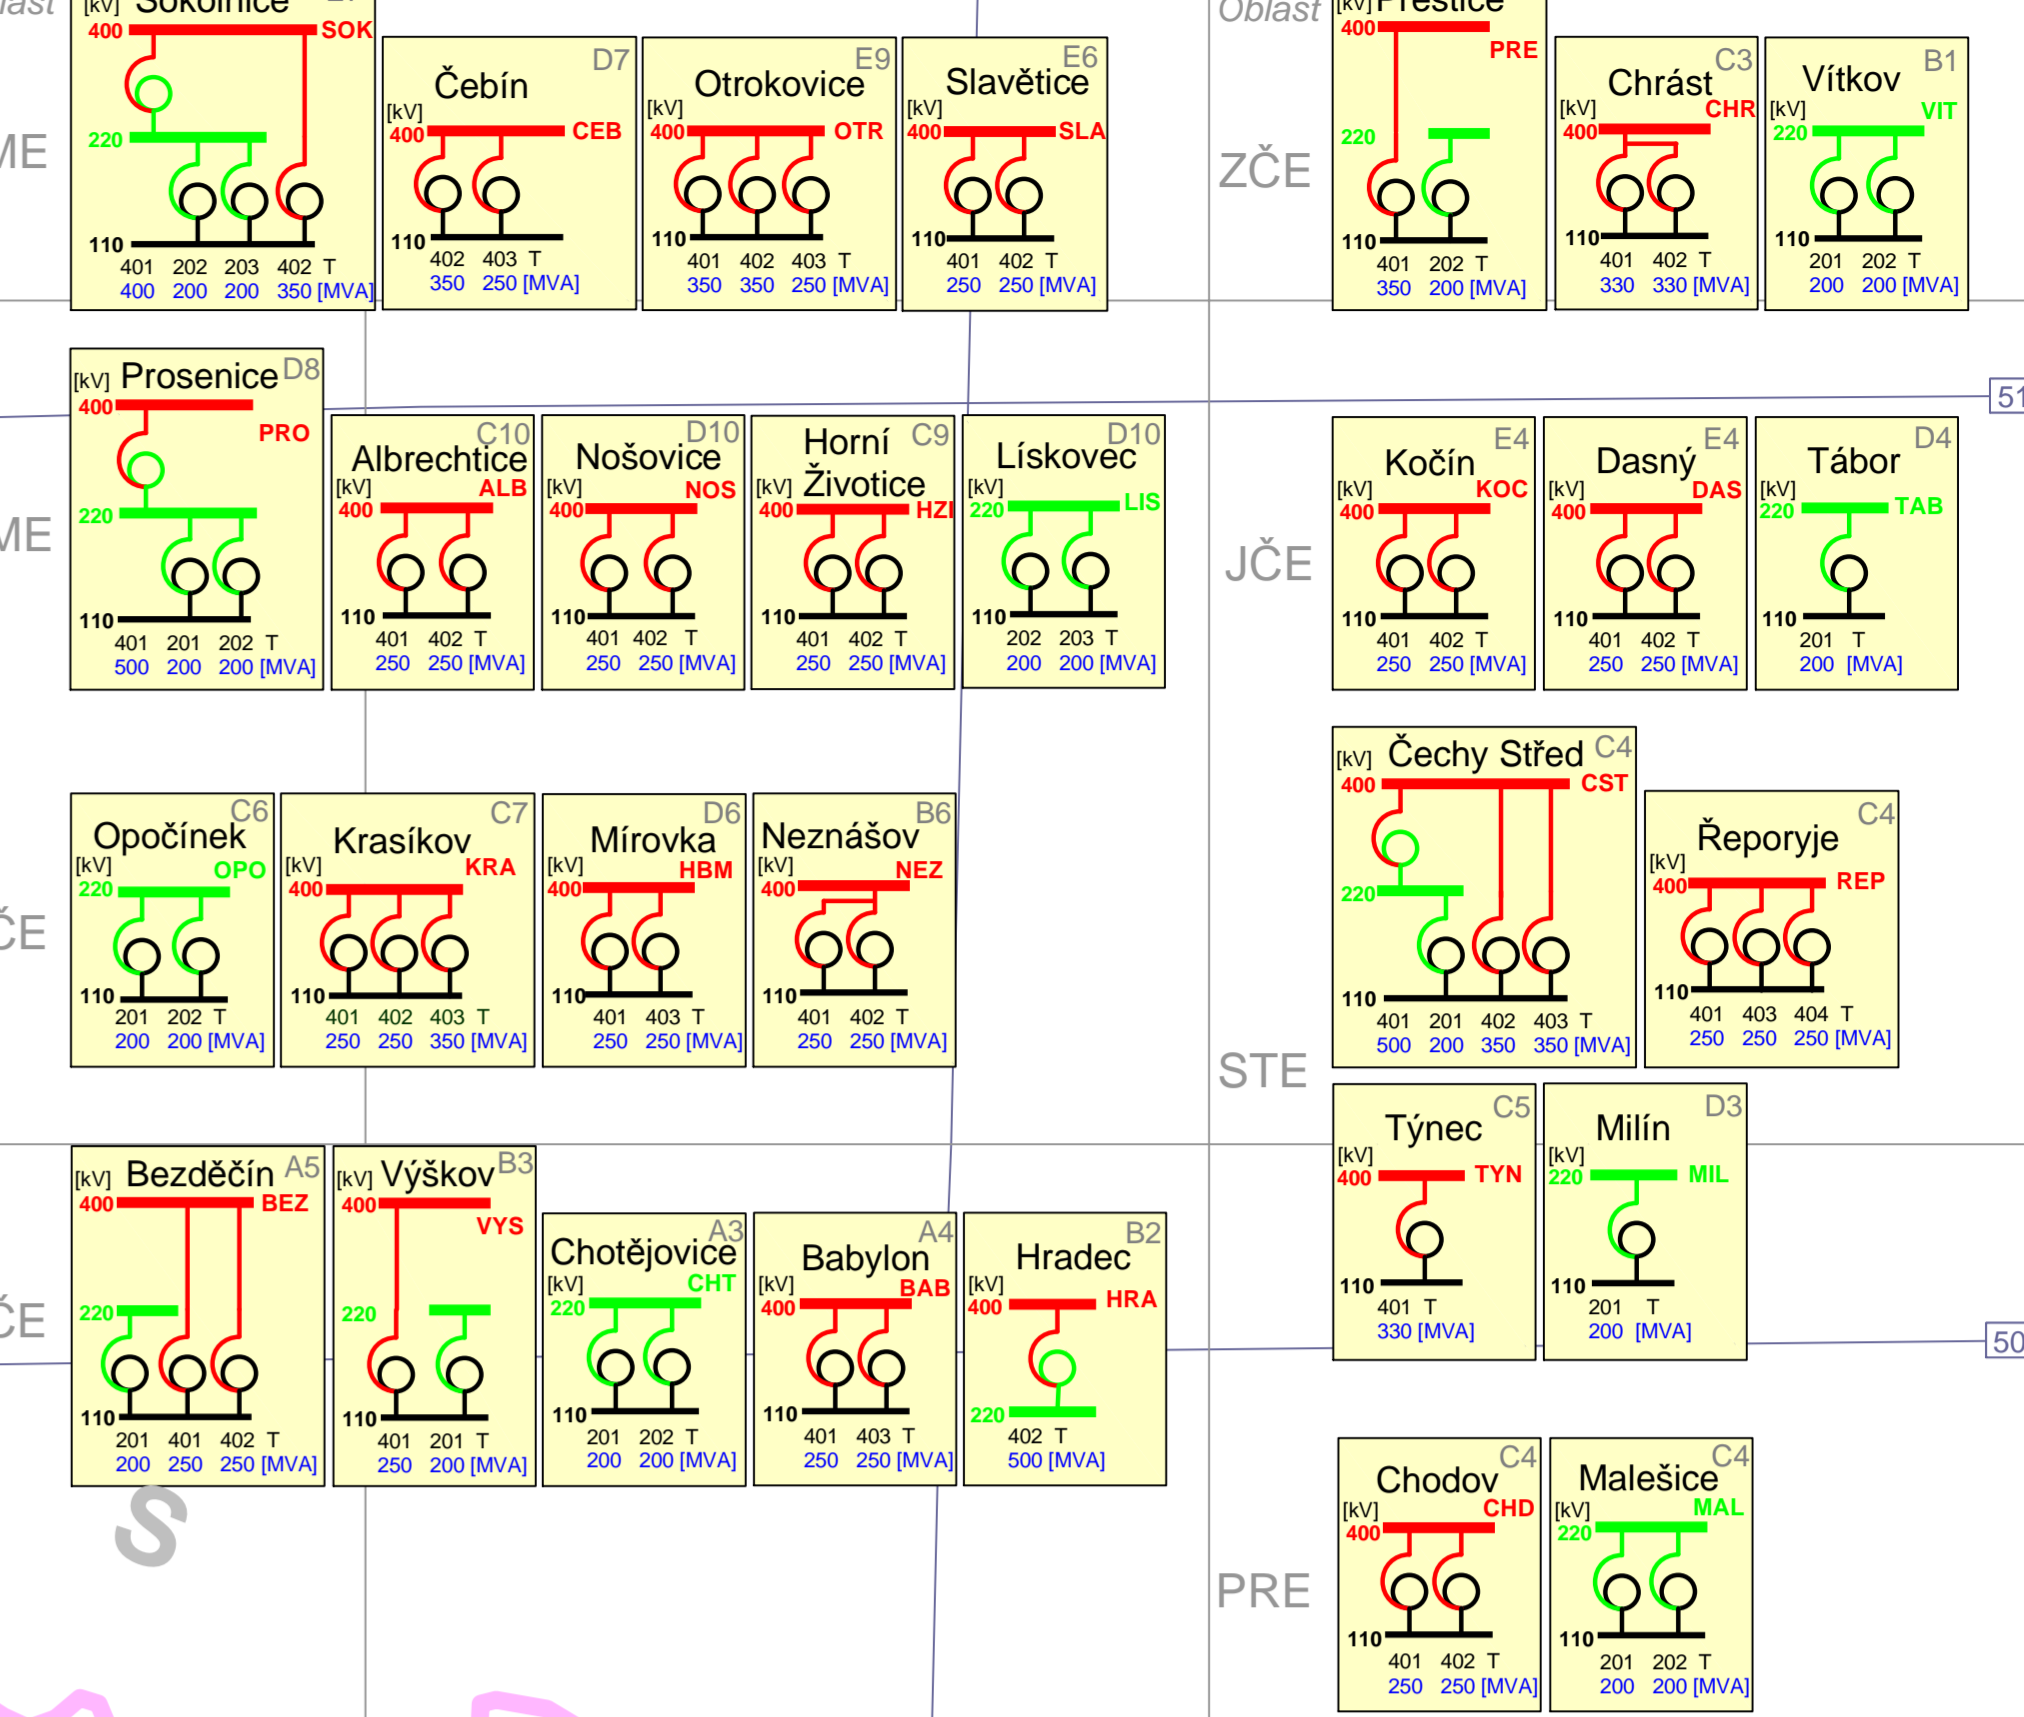 Oblast
[kV] Sokolnice
400 SOK
220
110
401 202 203 402 T
400 200 200 350 [MVA]
D7
Čebín
[kV]
400 CEB
110
402 403 T
350 250 [MVA]
E9
Otrokovice
[kV]
400 OTR
110
401 402 403 T
350 350 250 [MVA]
E6
Slavětice
[kV]
400 SLA
110
401 402 T
250 250 [MVA]
ZČE
[kV] Přeštice
400
PRE
220
110
401 202 T
350 200 [MVA]
C3
Chrást
[kV] CHR
400
110
401 402 T
330 330 [MVA]
B1
Vítkov
[kV] VIT
220
110
201 202 T
200 200 [MVA]
ME
[kV] Prosenice D8
400
PRO
220
110
401 201 202 T
500 200 200 [MVA]
C10
Albrechtice
[kV] ALB
400
110
401 402 T
250 250 [MVA]
D10
Nošovice
[kV] NOS
400
110
401 402 T
250 250 [MVA]
Horní C9
Životice
[kV]
400 HZI
110
401 402 T
250 250 [MVA]
D10
Lískovec
[kV]
220 LIS
110
202 203 T
200 200 [MVA]
51
JČE
E4
Kočín
[kV] KOC
400
110
401 402 T
250 250 [MVA]
E4
Dasný
[kV] DAS
400
110
401 402 T
250 250 [MVA]
D4
Tábor
[kV]
220 TAB
110
201 T
200 [MVA]
ME
C6
Opočínek
[kV] OPO
220
110
201 202 T
200 200 [MVA]
C7
Krasíkov
[kV] KRA
400
110
401 402 403 T
250 250 350 [MVA]
D6
Mírovka
[kV] HBM
400
110
401 403 T
250 250 [MVA]
B6
Neznášov
[kV] NEZ
400
110
401 402 T
250 250 [MVA]
ČE
STE
[kV] Čechy Střed C4
400 CST
220
110
401 201 402 403 T
500 200 350 350 [MVA]
C4
Řeporyje
[kV]
400 REP
110
401 403 404 T
250 250 250 [MVA]
C5
Týnec
[kV]
400 TYN
110
401 T
330 [MVA]
D3
Milín
[kV]
220 MIL
110
201 T
200 [MVA]
50
ČE
[kV] Bezděčín A5
400 BEZ
220
110
201 401 402 T
200 250 250 [MVA]
[kV] Výškov B3
400
VYS
220
110
401 201 T
250 200 [MVA]
A3
Chotějovice
[kV] CHT
220
110
201 202 T
200 200 [MVA]
A4
Babylon
[kV] BAB
400
110
401 403 T
250 250 [MVA]
B2
Hradec
[kV]
400 HRA
220
402 T
500 [MVA]
S
PRE
C4
Chodov
[kV] CHD
400
110
401 402 T
250 250 [MVA]
C4
Malešice
[kV] MAL
220
110
201 202 T
200 200 [MVA]